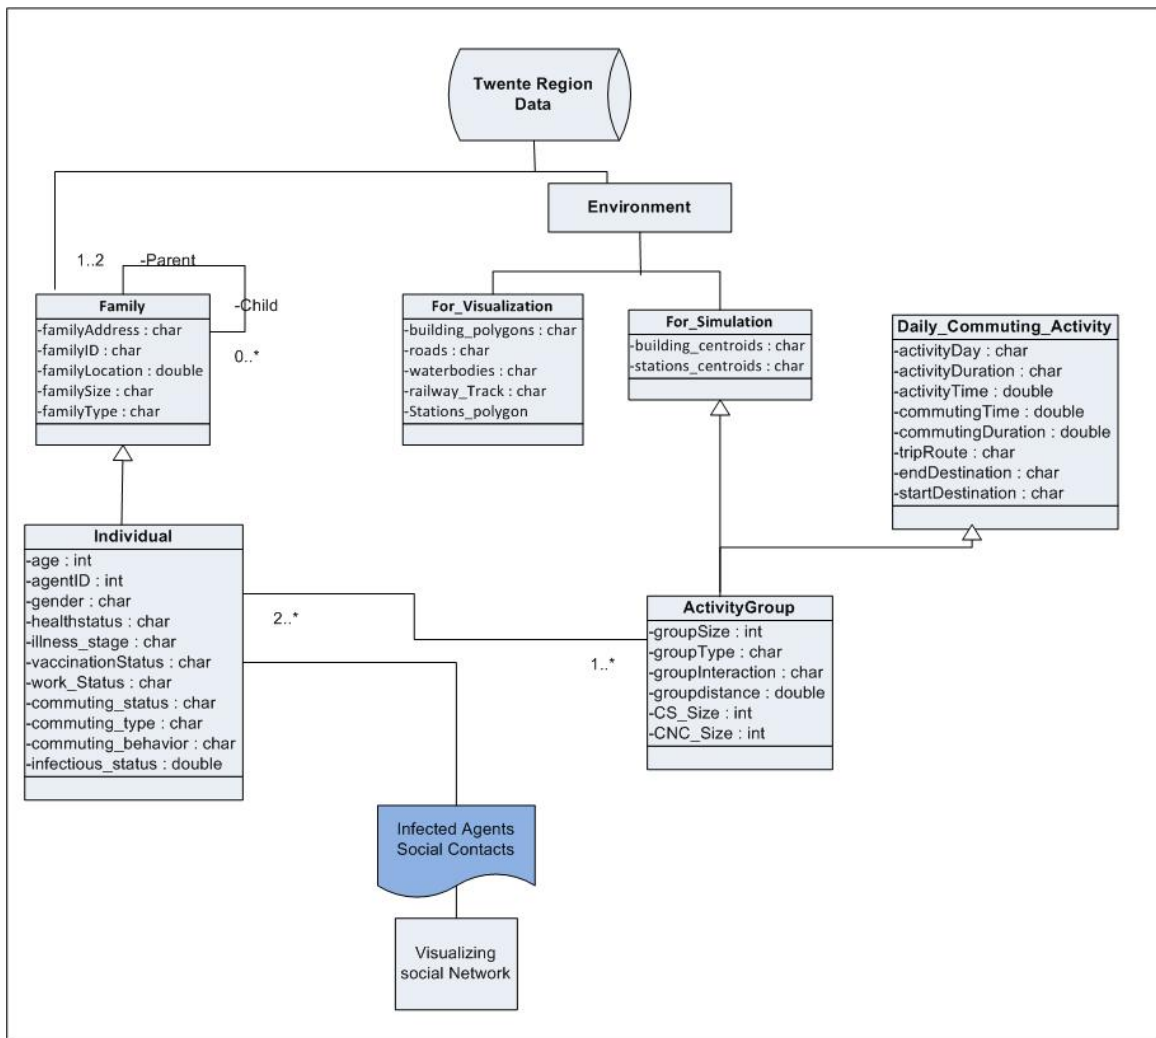 Twente Region
Data
Environment
1..2
-Parent
-Child
0..*
Family
-familyAddress : char
-familyID : char
-familyLocation : double
-familySize : char
-familyType : char
For_Visualization
-building_polygons : char
-roads : char
-waterbodies : char
-railway_Track : char
-Stations_polygon
For_Simulation
-building_centroids : char
-stations_centroids : char
Daily_Commuting_Activity
-activityDay : char
-activityDuration : char
-activityTime : double
-commutingTime : double
-commutingDuration : double
-tripRoute : char
-endDestination : char
-startDestination : char
Individual
-age : int
-agentID : int
-gender : char
-healthstatus : char
-illness_stage : char
-vaccinationStatus : char
-work_Status : char
-commuting_status : char
-commuting_type : char
-commuting_behavior : char
-infectious_status : double
2..*
1..*
ActivityGroup
-groupSize : int
-groupType : char
-groupInteraction : char
-groupdistance : double
-CS_Size : int
-CNC_Size : int
Infected Agents
Social Contacts
Visualizing
social Network